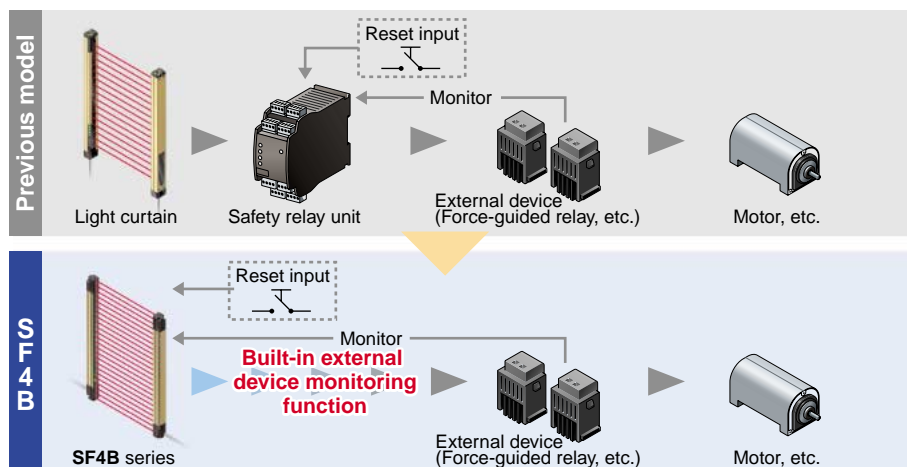 Previous model
Reset input
Monitor
Light curtain
Safety relay unit
External device
(Force-guided relay, etc.)
Motor, etc.
SF4B
Reset input
Monitor
Built-in external
device monitoring
function
SF4B series
External device
(Force-guided relay, etc.)
Motor, etc.